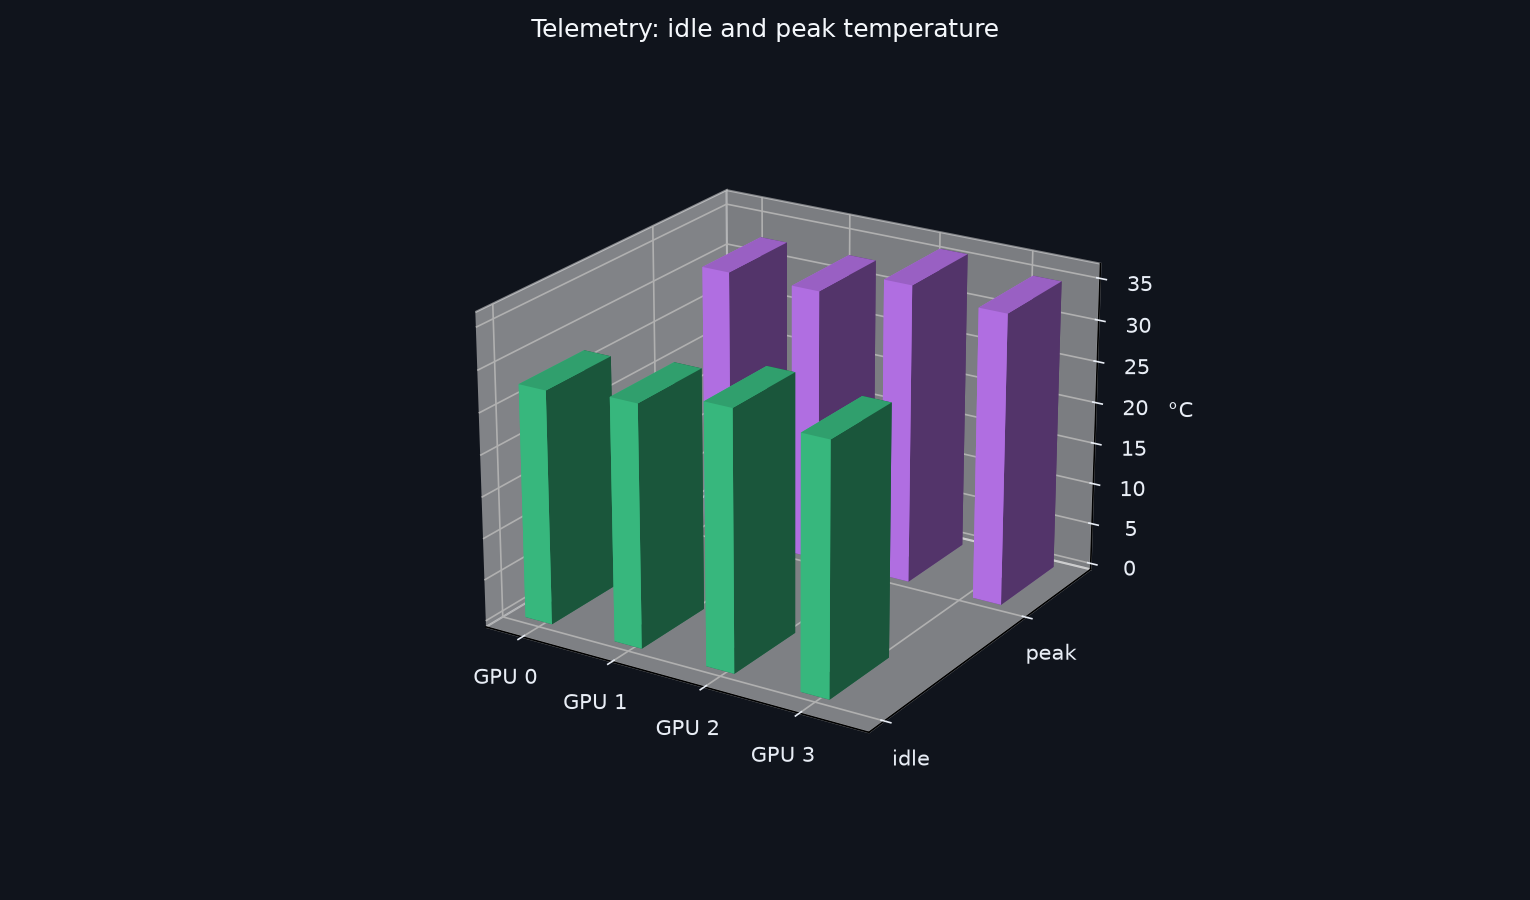 Telemetry: idle and peak temperature
35
30
25
20
°C
15
10
5
0
peak
idle
GPU 0
GPU 1
GPU 2
GPU 3